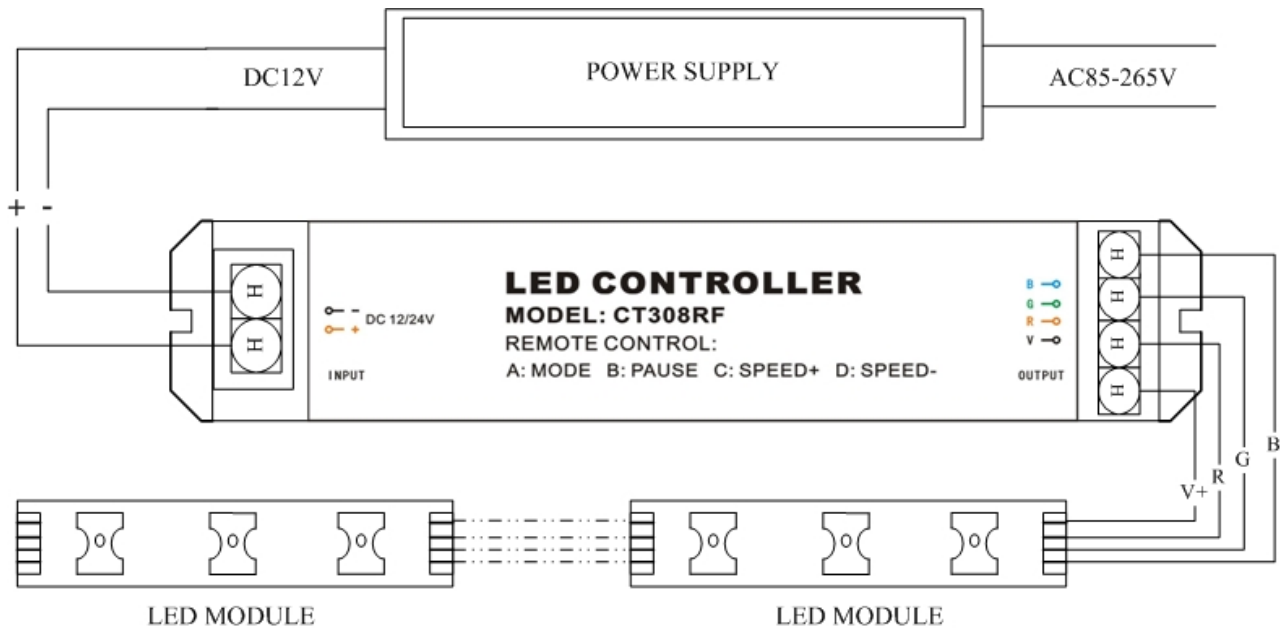 DC12V
POWER SUPPLY
AC85-265V
+ -
LED CONTROLLER
MODEL: CT308RF
REMOTE CONTROL:
A: MODE B: PAUSE C: SPEED+ D: SPEED-
-
+
DC 12/24V
INPUT
B
G
R
V
OUTPUT
H
H
H
H
H
H
B
G
R
V+
LED MODULE
LED MODULE